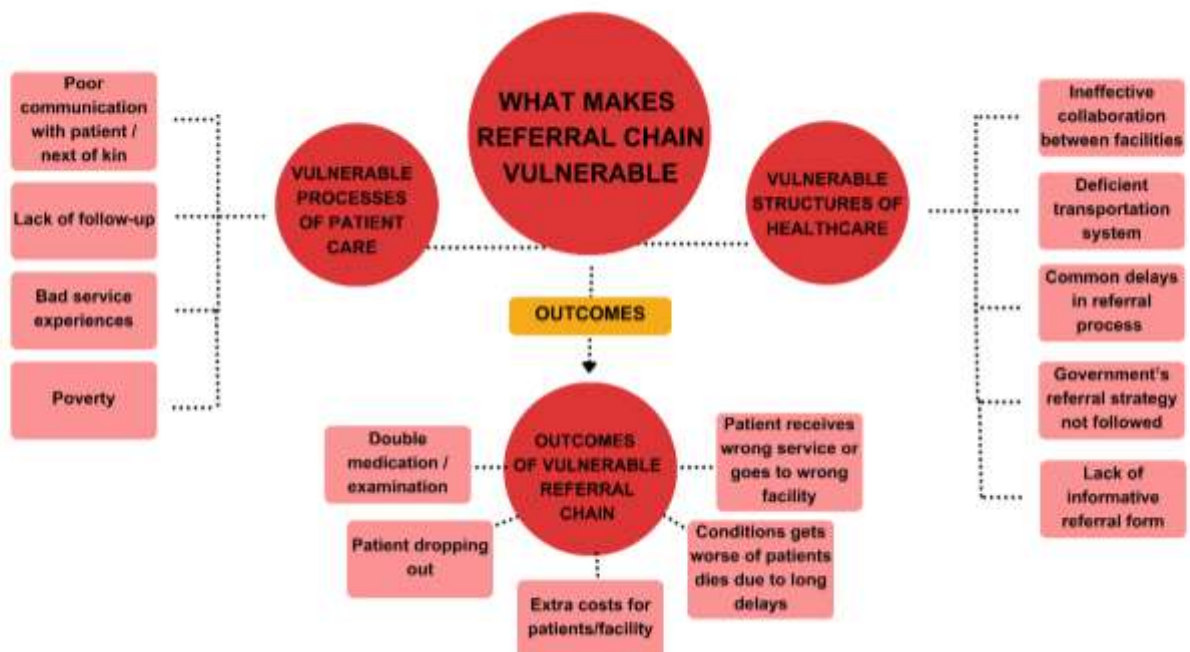 WHAT MAKES
REFERRAL CHAIN
VULNERABLE
VULNERABLE
PROCESSES
OF PATIENT
CARE
Poor
communication
with patient /
next of kin
Lack of follow-up
Bad service
experiences
Poverty
VULNERABLE
STRUCTURES OF
HEALTHCARE
Ineffective
collaboration
between facilities
Deficient
transportation
system
Common delays
in referral
process
Government's
referral strategy
not followed
Lack of
informative
referral form
OUTCOMES
OUTCOMES
OF VULNERABLE
REFERRAL
CHAIN
Double
medication /
examination
Patient dropping
out
Extra costs for
patients/facility
Conditions gets
worse of patients
dies due to long
delays
Patient receives
wrong service or
goes to wrong
facility